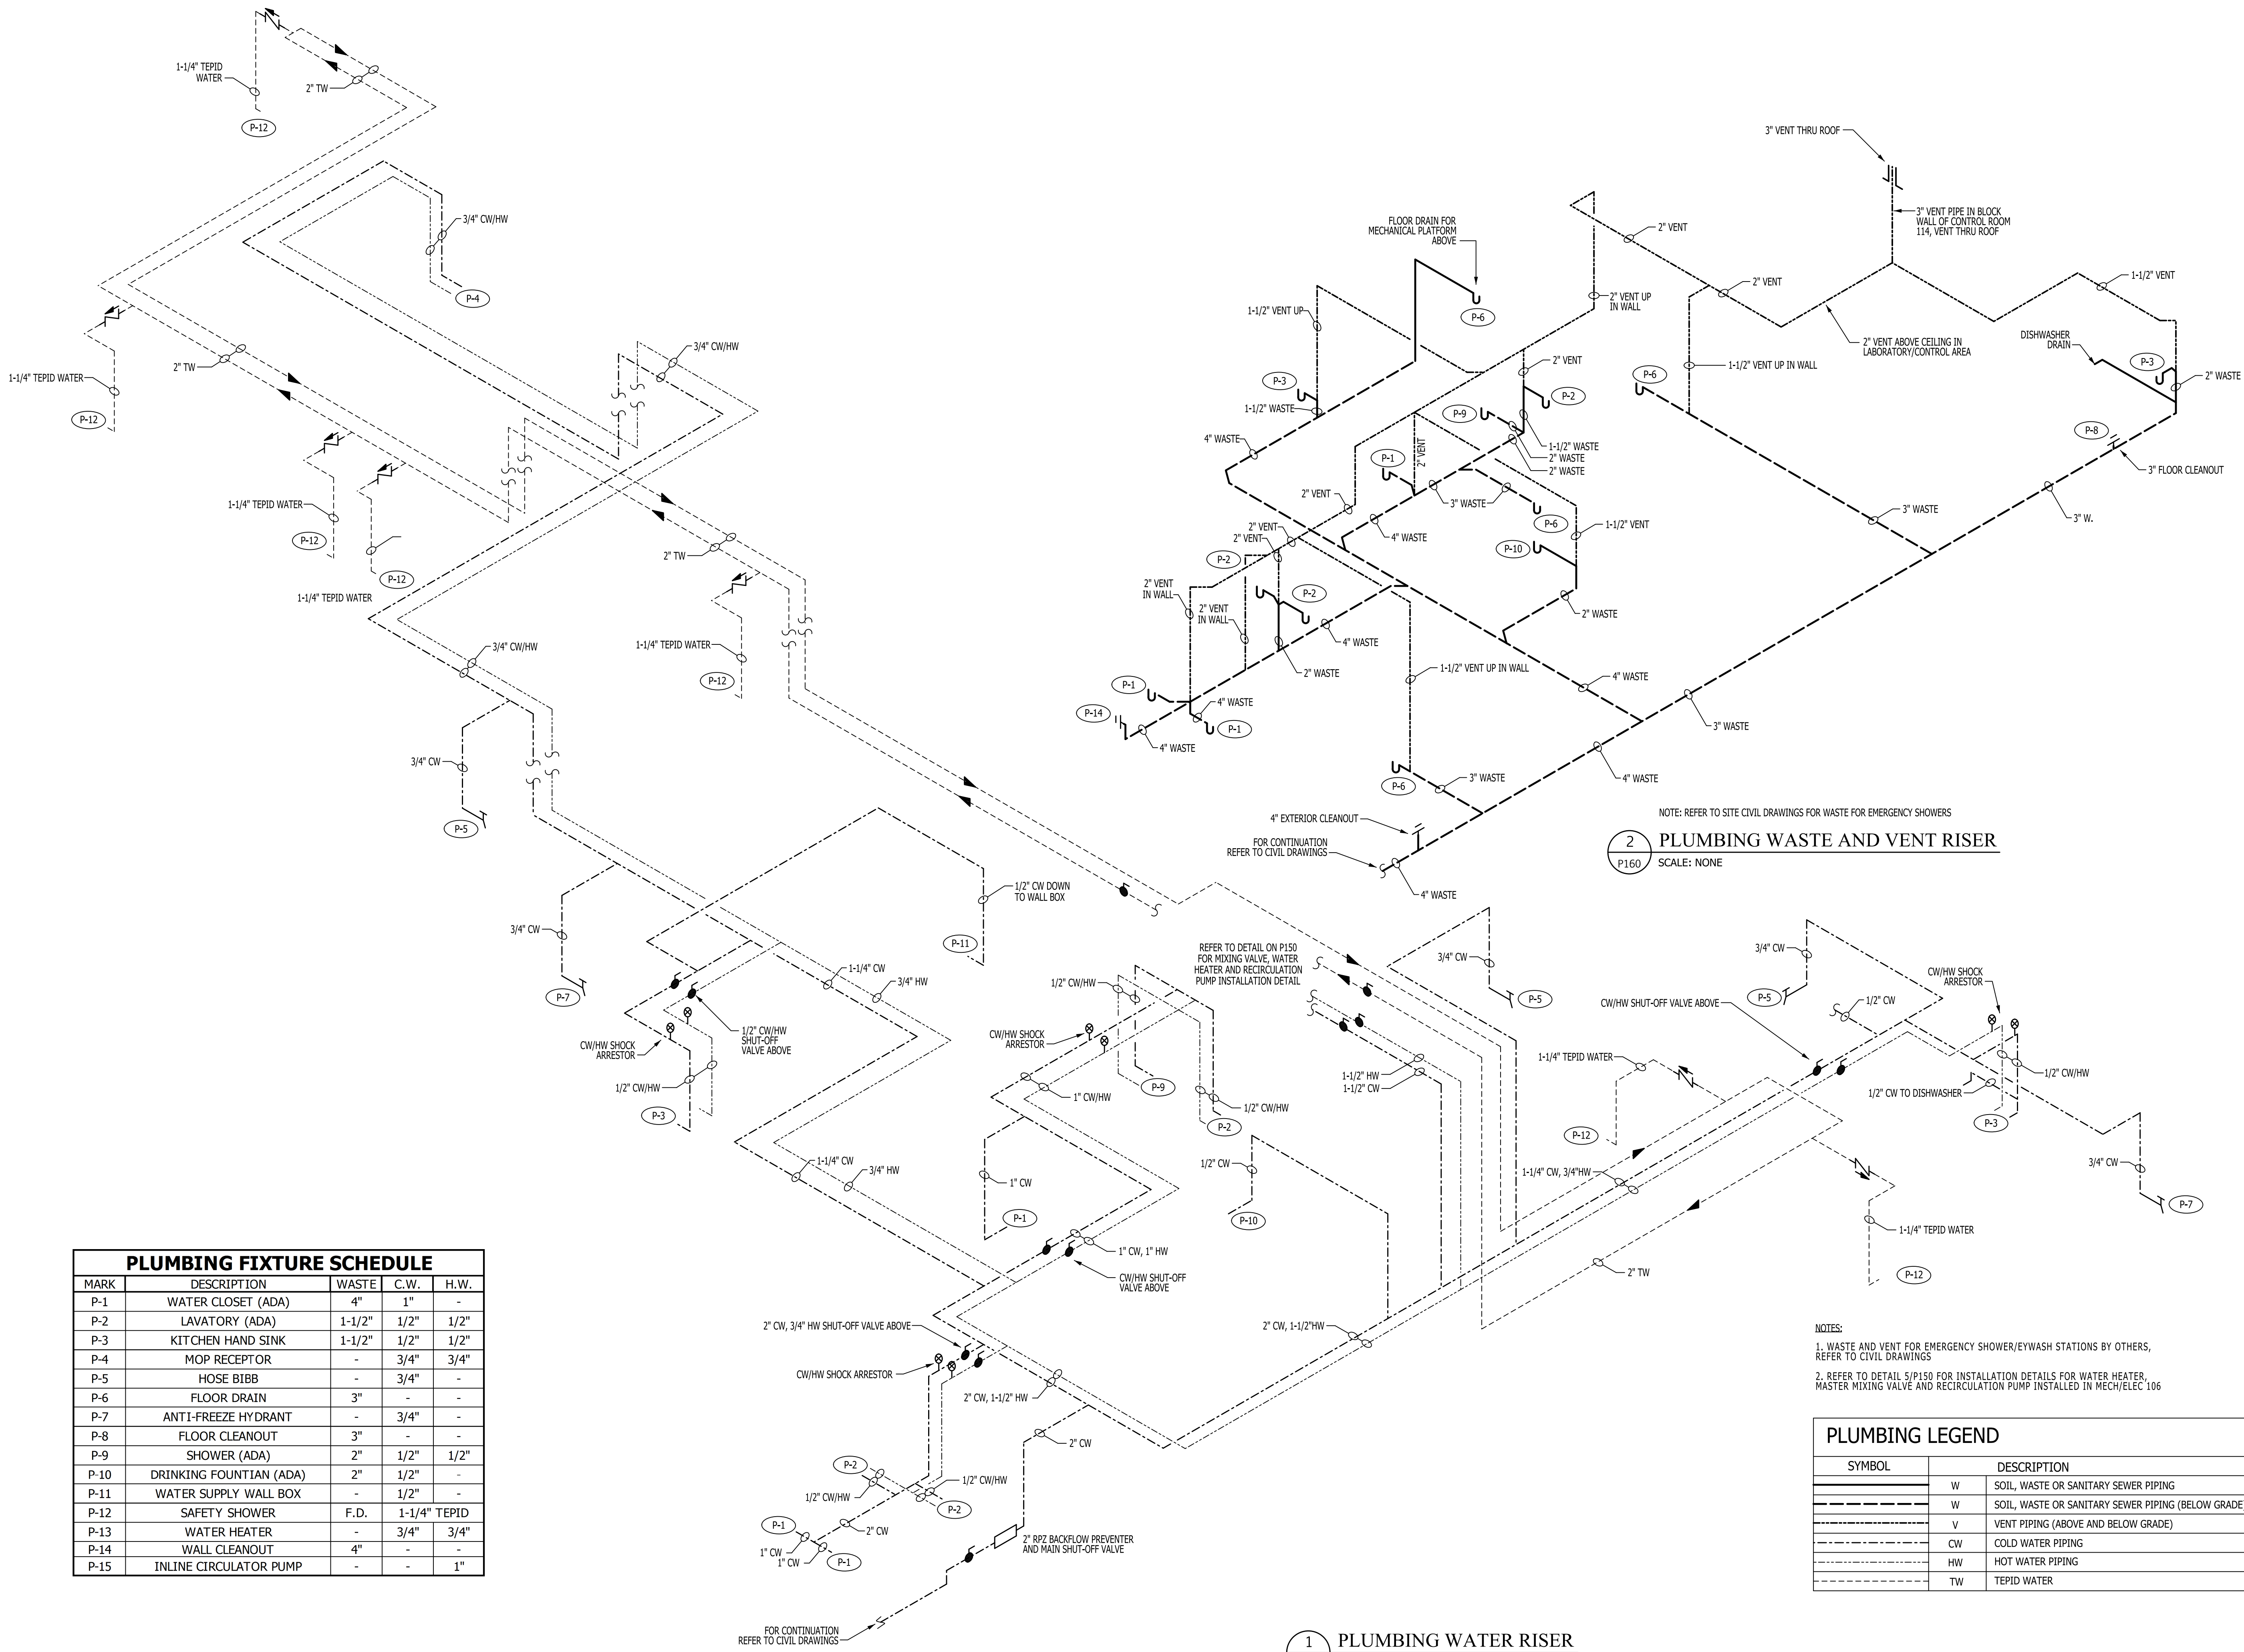 1-1/4" TEPID
WATER
2" TW
P-12
3/4" CW/HW
P-4
3/4" CW/HW
2" TW
1-1/4" TEPID WATER
P-12
1-1/4" TEPID WATER
P-12
P-12
1-1/4" TEPID WATER
2" TW
3/4" CW/HW
1-1/4" TEPID WATER
P-12
3/4" CW
P-5
3/4" CW
P-7
1/2" CW DOWN
TO WALL BOX
P-11
1-1/4" CW
3/4" HW
1/2" CW/HW
SHUT-OFF
VALVE ABOVE
CW/HW SHOCK
ARRESTOR
1/2" CW/HW
P-3
1/2" CW/HW
CW/HW SHOCK
ARRESTOR
P-9
1" CW/HW
1/2" CW/HW
P-2
1-1/4" CW
3/4" HW
1" CW
P-1
1/2" CW
P-10
1" CW, 1" HW
CW/HW SHUT-OFF
VALVE ABOVE
REFER TO DETAIL ON P150
FOR MIXING VALVE, WATER
HEATER AND RECIRCULATION
PUMP INSTALLATION DETAIL
3/4" CW
P-5
1-1/2" HW
1-1/2" CW
3/4" CW
P-5
CW/HW SHUT-OFF VALVE ABOVE
1/2" CW
CW/HW SHOCK
ARRESTOR
1-1/4" TEPID WATER
P-12
1/2" CW TO DISHWASHER
1/2" CW/HW
P-3
3/4" CW
P-7
1-1/4" CW, 3/4"HW
1-1/4" TEPID WATER
P-12
2" TW
2" CW, 3/4" HW SHUT-OFF VALVE ABOVE
2" CW, 1-1/2"HW
CW/HW SHOCK ARRESTOR
2" CW, 1-1/2" HW
2" CW
P-2
1/2" CW/HW
1/2" CW/HW
P-2
P-1
2" CW
1" CW
1" CW
P-1
2" RPZ BACKFLOW PREVENTER
AND MAIN SHUT-OFF VALVE
FOR CONTINUATION
REFER TO CIVIL DRAWINGS
1
PLUMBING WATER RISER
3" VENT THRU ROOF
3" VENT PIPE IN BLOCK
WALL OF CONTROL ROOM
114, VENT THRU ROOF
FLOOR DRAIN FOR
MECHANICAL PLATFORM
ABOVE
2" VENT
2" VENT
1-1/2" VENT
1-1/2" VENT UP
P-6
2" VENT UP
IN WALL
2" VENT ABOVE CEILING IN
LABORATORY/CONTROL AREA
DISHWASHER
DRAIN
P-3
2" WASTE
P-3
1-1/2" WASTE
2" VENT
P-2
P-6
1-1/2" VENT UP IN WALL
P-9
4" WASTE
2" VENT
1-1/2" WASTE
2" WASTE
2" WASTE
P-8
3" FLOOR CLEANOUT
P-1
2" VENT
3" WASTE
P-6
1-1/2" VENT
3" WASTE
3" W.
2" VENT
2" VENT
4" WASTE
P-10
P-2
P-2
2" VENT
IN WALL
2" VENT
IN WALL
2" WASTE
4" WASTE
2" WASTE
1-1/2" VENT UP IN WALL
4" WASTE
P-1
4" WASTE
P-14
P-1
4" WASTE
3" WASTE
4" WASTE
P-6
3" WASTE
4" EXTERIOR CLEANOUT
FOR CONTINUATION
REFER TO CIVIL DRAWINGS
4" WASTE
NOTE: REFER TO SITE CIVIL DRAWINGS FOR WASTE FOR EMERGENCY SHOWERS
2
P160
PLUMBING WASTE AND VENT RISER
SCALE: NONE
PLUMBING FIXTURE SCHEDULE
MARK DESCRIPTION WASTE C.W. H.W.
P-1 WATER CLOSET (ADA) 4" 1" -
P-2 LAVATORY (ADA) 1-1/2" 1/2" 1/2"
P-3 KITCHEN HAND SINK 1-1/2" 1/2" 1/2"
P-4 MOP RECEPTOR - 3/4" 3/4"
P-5 HOSE BIBB - 3/4" -
P-6 FLOOR DRAIN 3" - -
P-7 ANTI-FREEZE HYDRANT - 3/4" -
P-8 FLOOR CLEANOUT 3" - -
P-9 SHOWER (ADA) 2" 1/2" 1/2"
P-10 DRINKING FOUNTIAN (ADA) 2" 1/2" -
P-11 WATER SUPPLY WALL BOX - 1/2" -
P-12 SAFETY SHOWER F.D. 1-1/4" TEPID
P-13 WATER HEATER - 3/4" 3/4"
P-14 WALL CLEANOUT 4" - -
P-15 INLINE CIRCULATOR PUMP - - 1"
NOTES:
1. WASTE AND VENT FOR EMERGENCY SHOWER/EYWASH STATIONS BY OTHERS,
REFER TO CIVIL DRAWINGS
2. REFER TO DETAIL 5/P150 FOR INSTALLATION DETAILS FOR WATER HEATER,
MASTER MIXING VALVE AND RECIRCULATION PUMP INSTALLED IN MECH/ELEC 106
PLUMBING LEGEND
SYMBOL DESCRIPTION
W SOIL, WASTE OR SANITARY SEWER PIPING
W SOIL, WASTE OR SANITARY SEWER PIPING (BELOW GRADE)
V VENT PIPING (ABOVE AND BELOW GRADE)
CW COLD WATER PIPING
HW HOT WATER PIPING
TW TEPID WATER